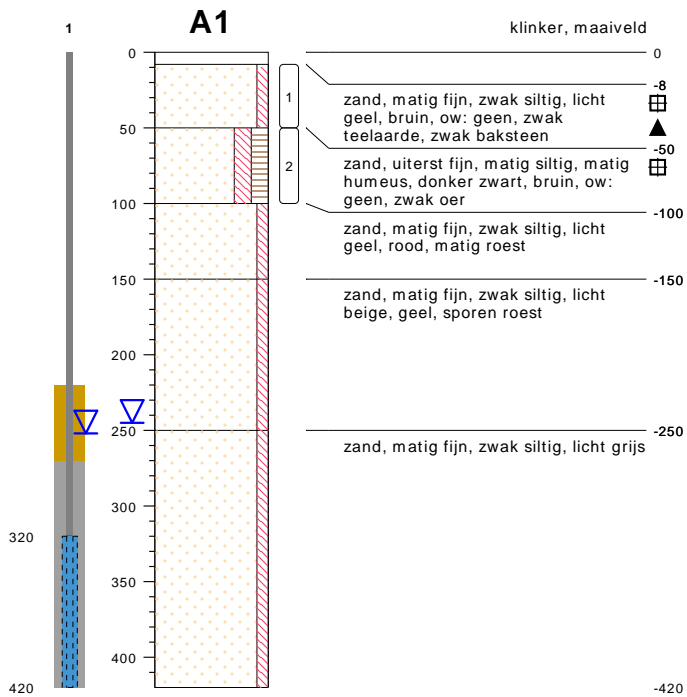 A1
1
klinker, maaiveld
0
0
-8
zand, matig fijn, zwak siltig, licht
geel, bruin, ow: geen, zwak
teelaarde, zwak baksteen
1
50
-50
zand, uiterst fijn, matig siltig, matig
humeus, donker zwart, bruin, ow:
geen, zwak oer
2
100
-100
zand, matig fijn, zwak siltig, licht
geel, rood, matig roest
150
-150
zand, matig fijn, zwak siltig, licht
beige, geel, sporen roest
200
250
-250
zand, matig fijn, zwak siltig, licht grijs
300
320
350
400
420
-420